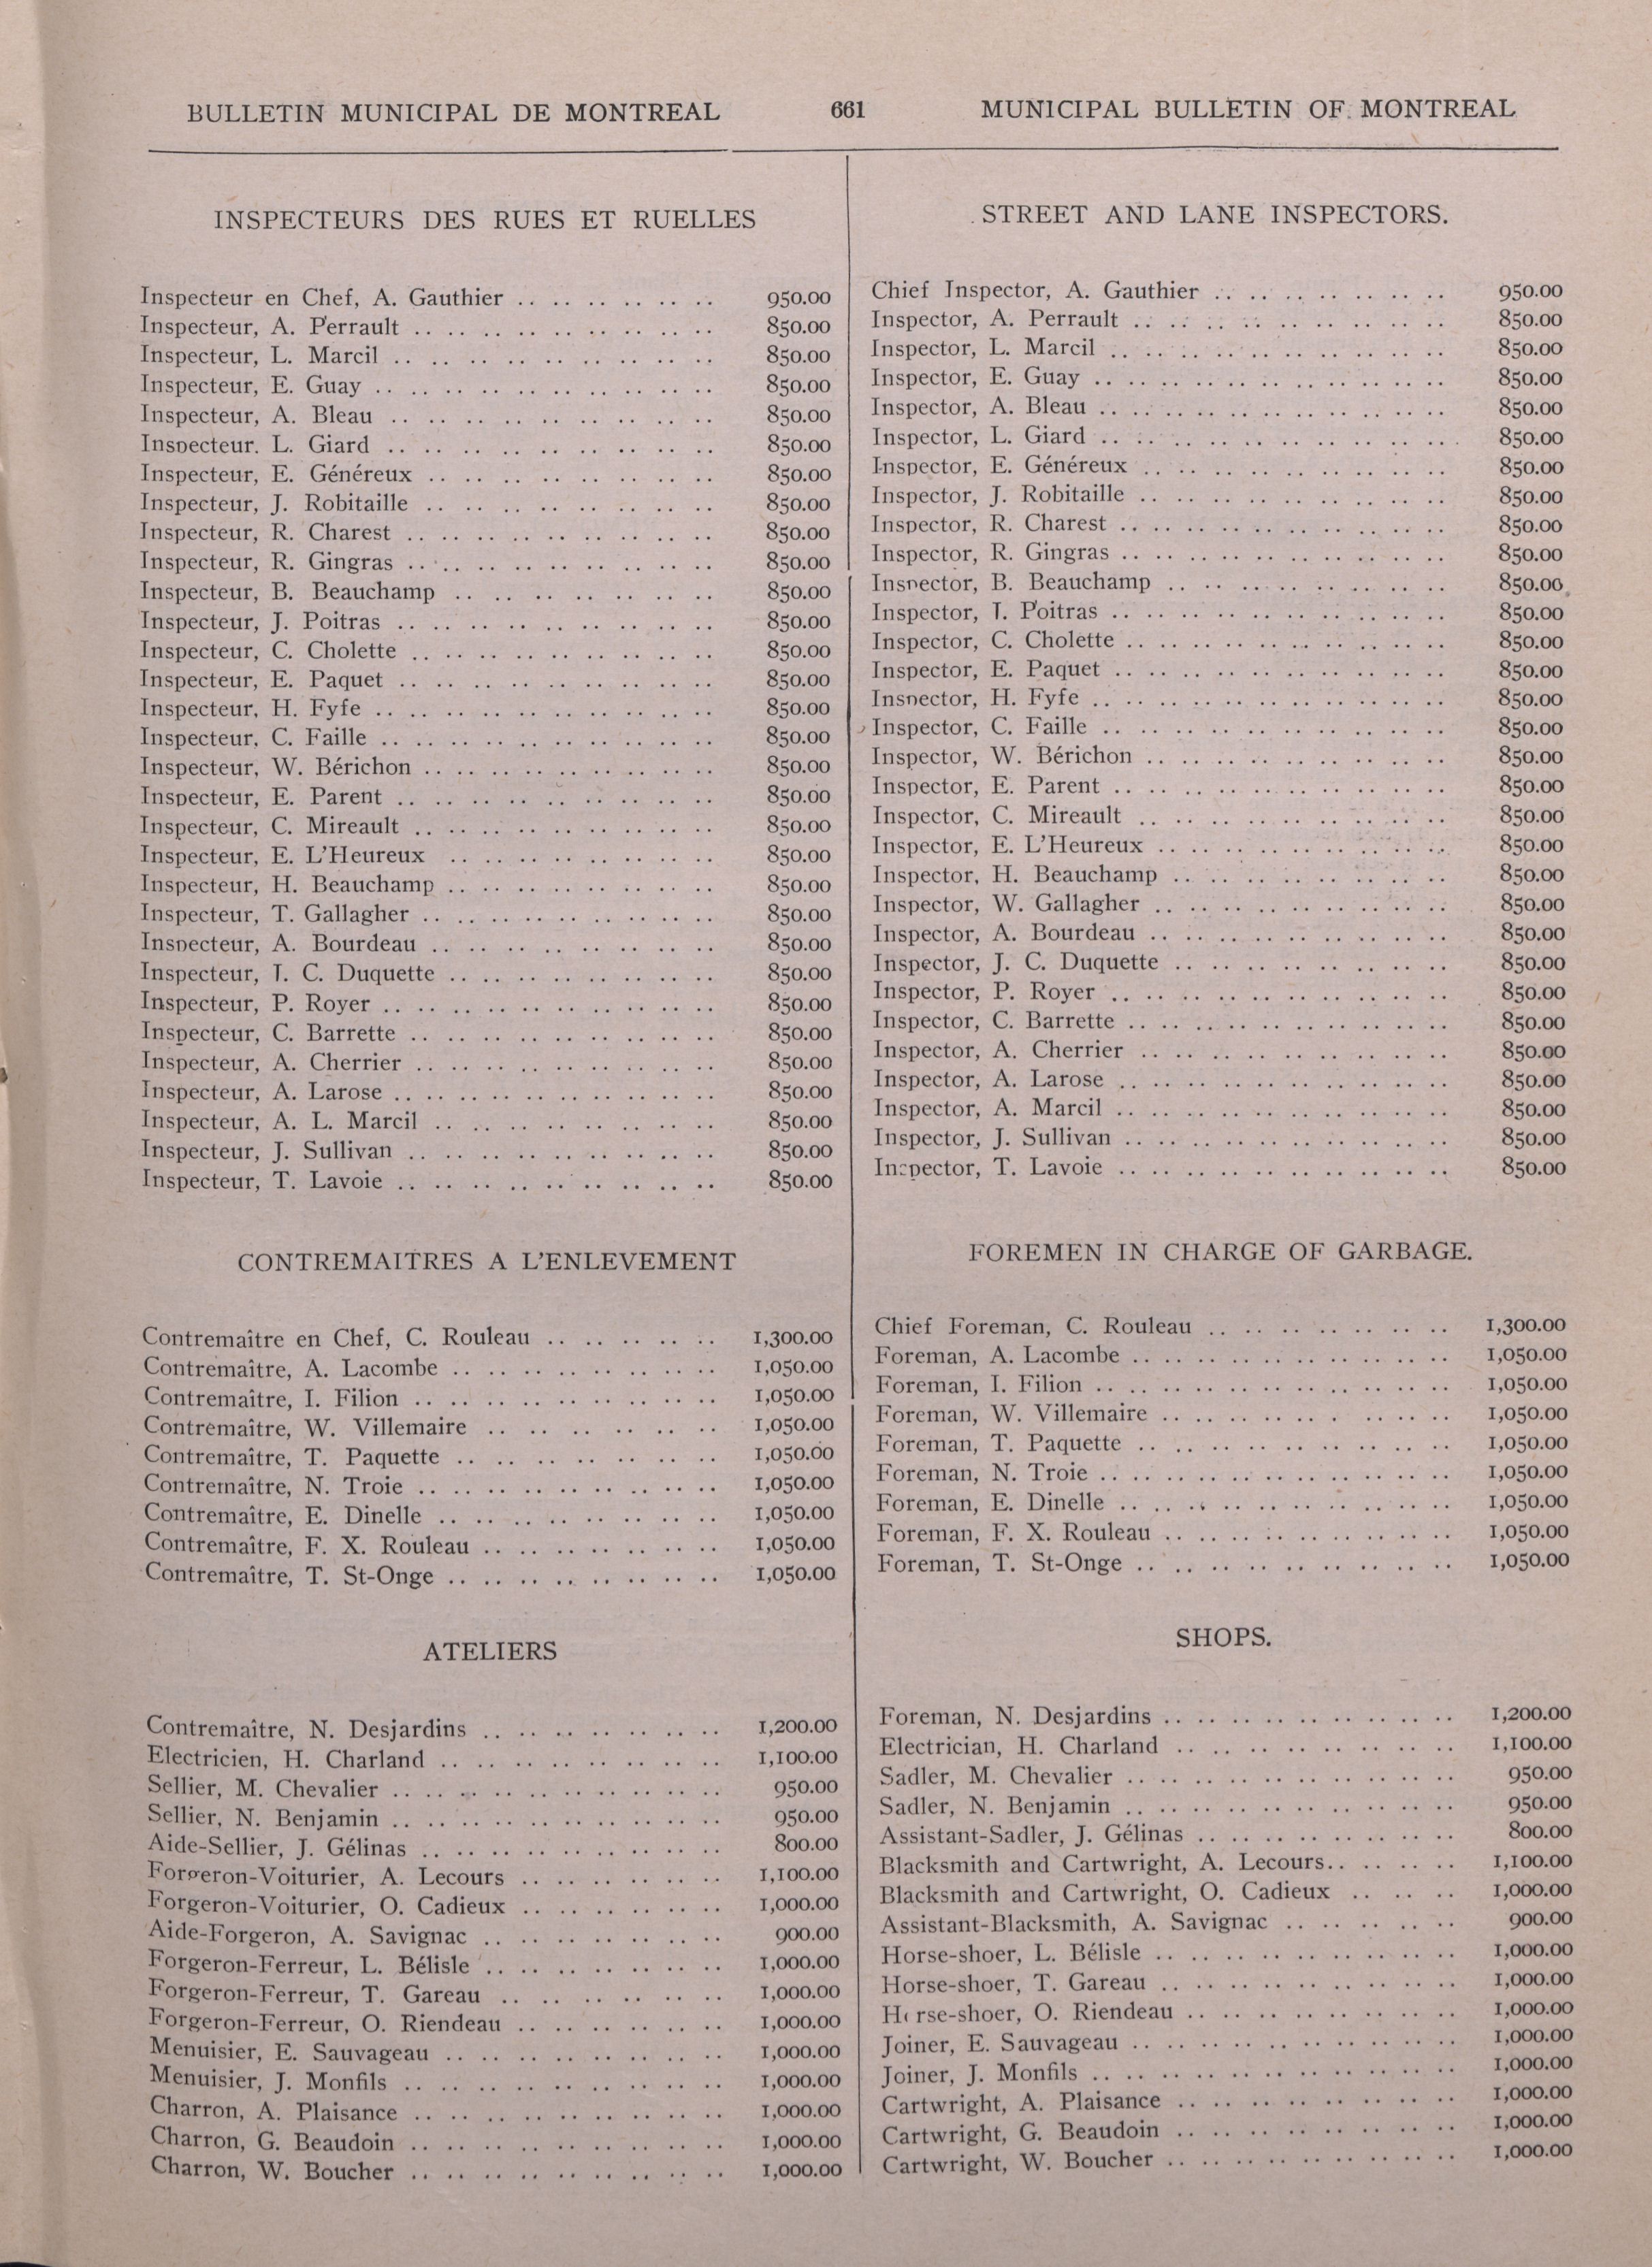 BULLETIN MUNICIPAL DE MONTREAL 661 MUNICIPAL BULLETIN OF MONTREAL
INSPECTEURS DES RUES ET RUELLES
Inspecteur en Chef, A. Gauthier .. .. .. .. .. .. 950.00
Inspecteur, A. Perrault .. .. .. .. .. .. .. .. .. 850.00
Inspecteur, L. Marcil .. .. .. .. .. .. .. .. .. 850.00
Inspecteur, E. Guay .. .. .. .. .. .. .. .. .. .. 850.00
Inspecteur, A. Bleau .. .. .. .. .. .. .. .. .. 850.00
Inspecteur. L. Giard .. .. .. .. .. .. .. .. .. 850.00
Inspecteur, E. Généreux .. .. .. .. .. .. .. .. 850.00
Inspecteur, J. Robitaille .. .. .. .. .. .. .. .. 850.00
Inspecteur, R. Charest .. .. .. .. .. .. .. .. .. 850.00
Inspecteur, R. Gingras .. .. .. .. .. .. .. .. .. 850.00
Inspecteur, B. Beauchamp .. .. .. .. .. .. .. .. 850.00
Inspecteur, J. Poitras .. .. .. .. .. .. .. .. .. 850.00
Inspecteur, C. Cholette .. .. .. .. .. .. .. .. .. 850.00
Inspecteur, E. Paquet .. .. .. .. .. .. .. .. .. 850.00
Inspecteur, H. Fyfe .. .. .. .. .. .. .. .. .. .. 850.00
Inspecteur, C. Faille .. .. .. .. .. .. .. .. .. .. 850.00
Inspecteur, W. Bérichon .. .. .. .. .. .. .. .. .. 850.00
Inspecteur, E. Parent .. .. .. .. .. .. .. .. .. 850.00
Inspecteur, C. Mireault .. .. .. .. .. .. .. .. .. 850.00
Inspecteur, E. L'Heureux .. .. .. .. .. .. .. .. 850.00
Inspecteur, H. Beauchamp .. .. .. .. .. .. .. .. 850.00
Inspecteur, T. Gallagher .. .. .. .. .. .. .. .. .. 850.00
Inspecteur, A. Bourdeau .. .. .. .. .. .. .. .. 850.00
Inspecteur, J. C. Duquette .. .. .. .. .. .. .. .. 850.00
Inspecteur, P. Royer .. .. .. .. .. .. .. .. .. .. 850.00
Inspecteur, C. Barrette .. .. .. .. .. .. .. .. .. 850.00
Inspecteur, A. Cherrier .. .. .. .. .. .. .. .. .. 850.00
Inspecteur, A. Larose .. .. .. .. .. .. .. .. .. 850.00
Inspecteur, A. L. Marcil .. .. .. .. .. .. .. .. 850.00
Inspecteur, J. Sullivan .. .. .. .. .. .. .. .. .. 850.00
Inspecteur, T. Lavoie .. .. .. .. .. .. .. .. .. 850.00
CONTREMAITRES A L'ENLEVEMENT
Contremaître en Chef, C. Rouleau .. .. .. .. .. 1,300.00
Contremaître, A. Lacombe .. .. .. .. .. .. .. .. 1,050.00
Contremaître, I. Filion .. .. .. .. .. .. .. .. .. 1,050.00
Contremaître, W. Villemaire .. .. .. .. .. .. .. 1,050.00
Contremaître, T. Paquette .. .. .. .. .. .. .. .. 1,050.00
Contremaître, N. Troie .. .. .. .. .. .. .. .. .. 1,050.00
Contremaître, E. Dinelle .. .. .. .. .. .. .. .. 1,050.00
Contremaître, F. X. Rouleau .. .. .. .. .. .. .. 1,050.00
Contremaître, T. St-Onge .. .. .. .. .. .. .. .. 1,050.00
ATELIERS
Contremaître, N. Desjardins .. .. .. .. .. .. .. 1,200.00
Electricien, H. Charland .. .. .. .. .. .. .. .. 1,100.00
Sellier, M. Chevalier .. .. .. .. .. .. .. .. .. .. 950.00
Sellier, N. Benjamin .. .. .. .. .. .. .. .. .. .. 950.00
Aide-Sellier, J. Gélinas .. .. .. .. .. .. .. .. .. 800.00
Forgeron-Voiturier, A. Lecours .. .. .. .. .. .. 1,100.00
Forgeron-Voiturier, O. Cadieux .. .. .. .. .. .. 1,000.00
Aide-Forgeron, A. Savignac .. .. .. .. .. .. .. 900.00
Forgeron-Ferreur, L. Bélisle .. .. .. .. .. .. .. 1,000.00
Forgeron-Ferreur, T. Gareau .. .. .. .. .. .. .. 1,000.00
Forgeron-Ferreur, O. Riendeau .. .. .. .. .. .. 1,000.00
Menuisier, E. Sauvageau .. .. .. .. .. .. .. .. 1,000.00
Menuisier, J. Monfils .. .. .. .. .. .. .. .. .. 1,000.00
Charron, A. Plaisance .. .. .. .. .. .. .. .. .. 1,000.00
Charron, G. Beaudoin .. .. .. .. .. .. .. .. .. 1,000.00
Charron, W. Boucher .. .. .. .. .. .. .. .. .. 1,000.00
STREET AND LANE INSPECTORS.
Chief Inspector, A. Gauthier .. .. .. .. .. .. .. 950.00
Inspector, A. Perrault .. .. .. .. .. .. .. .. .. 850.00
Inspector, L. Marcil .. .. .. .. .. .. .. .. .. .. 850.00
Inspector, E. Guay .. .. .. .. .. .. .. .. .. .. 850.00
Inspector, A. Bleau .. .. .. .. .. .. .. .. .. .. 850.00
Inspector, L. Giard .. .. .. .. .. .. .. .. .. .. 850.00
Inspector, E. Généreux .. .. .. .. .. .. .. .. .. 850.00
Inspector, J. Robitaille .. .. .. .. .. .. .. .. .. 850.00
Inspector, R. Charest .. .. .. .. .. .. .. .. .. 850.00
Inspector, R. Gingras .. .. .. .. .. .. .. .. .. 850.00
Inspector, B. Beauchamp .. .. .. .. .. .. .. .. 850.00
Inspector, J. Poitras .. .. .. .. .. .. .. .. .. .. 850.00
Inspector, C. Cholette .. .. .. .. .. .. .. .. .. 850.00
Inspector, E. Paquet .. .. .. .. .. .. .. .. .. .. 850.00
Inspector, H. Fyfe .. .. .. .. .. .. .. .. .. .. 850.00
Inspector, C. Faille .. .. .. .. .. .. .. .. .. .. 850.00
Inspector, W. Bérichon .. .. .. .. .. .. .. .. .. 850.00
Inspector, E. Parent .. .. .. .. .. .. .. .. .. .. 850.00
Inspector, C. Mireault .. .. .. .. .. .. .. .. .. 850.00
Inspector, E. L'Heureux .. .. .. .. .. .. .. .. 850.00
Inspector, H. Beauchamp .. .. .. .. .. .. .. .. 850.00
Inspector, W. Gallagher .. .. .. .. .. .. .. .. 850.00
Inspector, A. Bourdeau .. .. .. .. .. .. .. .. .. 850.00
Inspector, J. C. Duquette .. .. .. .. .. .. .. .. 850.00
Inspector, P. Royer .. .. .. .. .. .. .. .. .. .. 850.00
Inspector, C. Barrette .. .. .. .. .. .. .. .. .. 850.00
Inspector, A. Cherrier .. .. .. .. .. .. .. .. .. 850.00
Inspector, A. Larose .. .. .. .. .. .. .. .. .. .. 850.00
Inspector, A. Marcil .. .. .. .. .. .. .. .. .. .. 850.00
Inspector, J. Sullivan .. .. .. .. .. .. .. .. .. 850.00
Inspector, T. Lavoie .. .. .. .. .. .. .. .. .. .. 850.00
FOREMEN IN CHARGE OF GARBAGE.
Chief Foreman, C. Rouleau .. .. .. .. .. .. .. 1,300.00
Foreman, A. Lacombe .. .. .. .. .. .. .. .. .. 1,050.00
Foreman, I. Filion .. .. .. .. .. .. .. .. .. .. 1,050.00
Foreman, W. Villemaire .. .. .. .. . .. .. .. 1,050.00
Foreman, T. Paquette .. .. .. .. .. .. .. .. .. 1,050.00
Foreman, N. Troie .. .. .. .. .. .. .. .. .. .. 1,050.00
Foreman, E. Dinelle .. .. .. .. .. .. .. .. .. .. 1,050.00
Foreman, F. X. Rouleau .. .. .. .. .. .. .. .. 1,050.00
Foreman, T. St-Onge .. .. .. .. .. .. .. .. .. 1,050.00
SHOPS.
Foreman, N. Desjardins .. .. .. .. .. .. .. .. 1,200.00
Electrician, H. Charland .. .. .. .. .. .. .. .. 1,100.00
Sadler, M. Chevalier .. .. .. .. .. .. .. .. .. 950.00
Sadler, N. Benjamin .. .. .. .. .. .. .. .. .. 950.00
Assistant-Sadler, J. Gélinas .. .. .. .. .. .. .. 800.00
Blacksmith and Cartwright, A. Lecours.. .. .. .. 1,100.00
Blacksmith and Cartwright, O. Cadieux .. .. .. 1,000.00
Assistant-Blacksmith, A. Savignac .. .. .. .. .. 900.00
Horse-shoer, L. Bélisle .. .. .. .. .. .. .. .. .. 1,000.00
Horse-shoer, T. Gareau .. .. .. .. .. .. .. .. 1,000.00
Horse-shoer, O. Riendeau .. .. .. .. .. .. .. .. 1,000.00
Joiner, E. Sauvageau .. .. .. .. .. .. .. .. .. 1,000.00
Joiner, J. Monfils .. .. .. .. .. .. .. .. .. .. 1,000.00
Cartwright, A. Plaisance .. .. .. .. .. .. .. .. 1,000.00
Cartwright, G. Beaudoin .. .. .. .. .. .. .. .. 1,000.00
Cartwright, W. Boucher .. .. .. .. .. .. .. .. 1,000.00